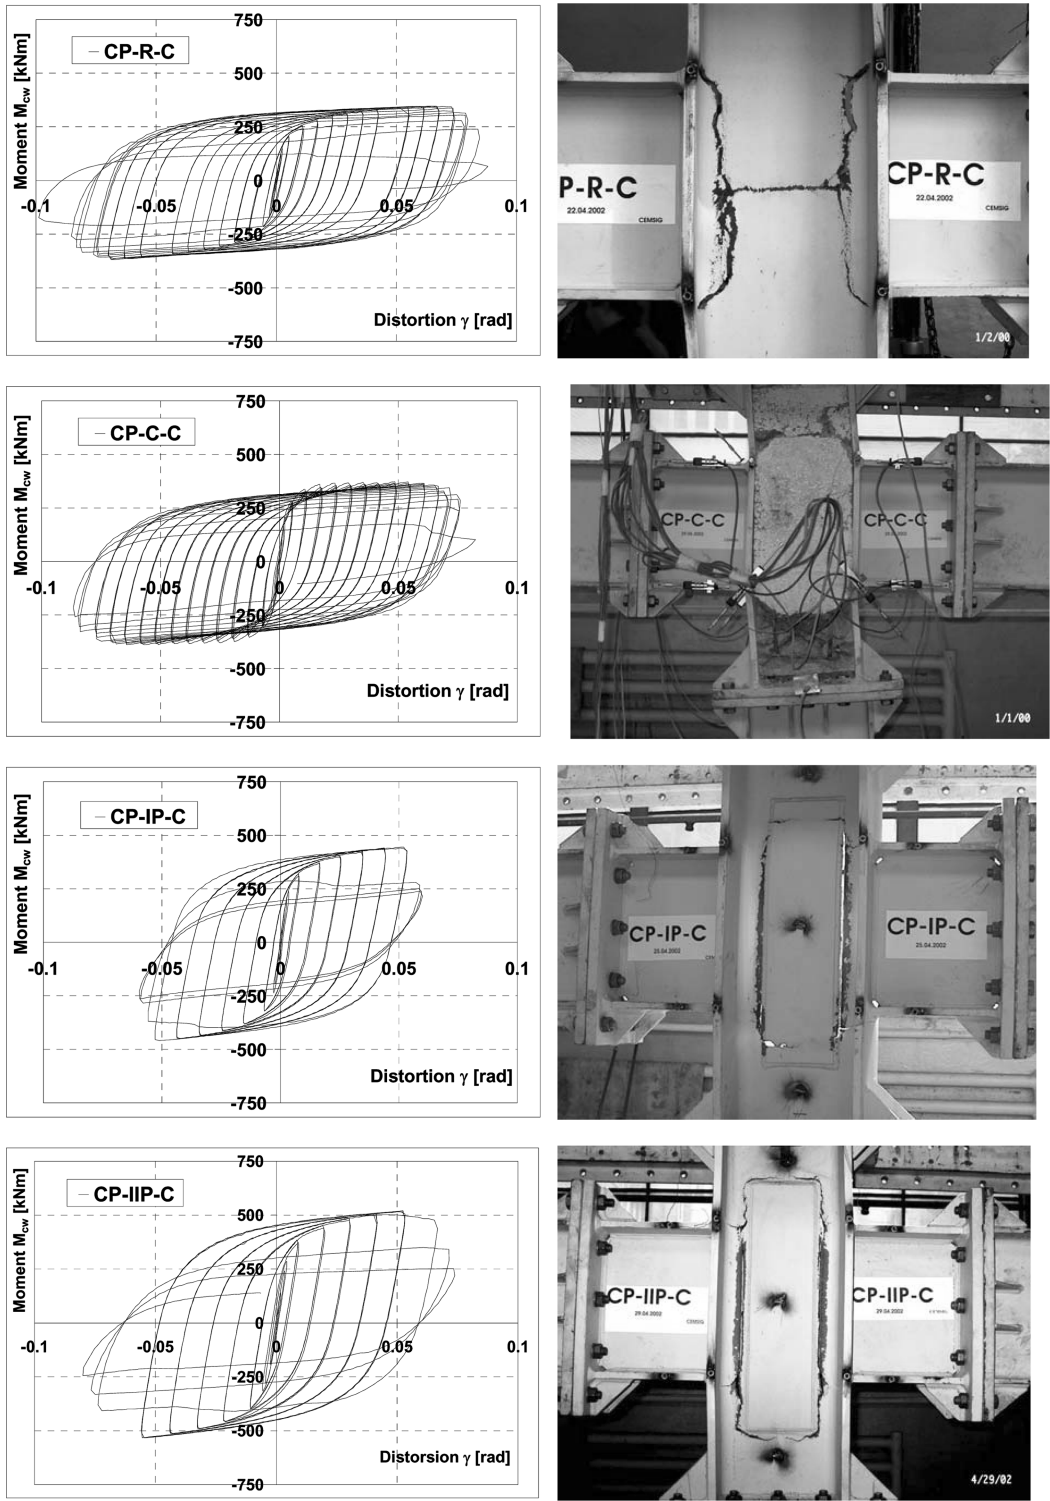 Moment Mcw [kNm]
CP-R-C
750
500
250
0
-0.1
-0.05
0
0.05
0.1
-250
-500
Distortion γ [rad]
-750
P-R-C
22.04.2002
CEMSIG
CP-R-C
22.04.2002
CEMSIG
1/2/00
Moment Mcw [kNm]
CP-C-C
750
500
250
0
-0.1
-0.05
0
0.05
0.1
-250
-500
Distortion γ [rad]
-750
CP-C-C
CP-C-C
1/1/00
Moment Mcw [kNm]
CP-IP-C
750
500
250
0
-0.1
-0.05
0
0.05
0.1
-250
-500
Distortion γ [rad]
-750
CP-IP-C
25.04.2002
CP-IP-C
25.04.2002
Moment Mcw [kNm]
CP-IIP-C
750
500
250
0
-0.1
-0.05
0
0.05
0.1
-250
-500
Distorsion γ [rad]
-750
CP-IIP-C
29.04.2002
CEMSIG
CP-IIP-C
29.04.2002
4/29/02